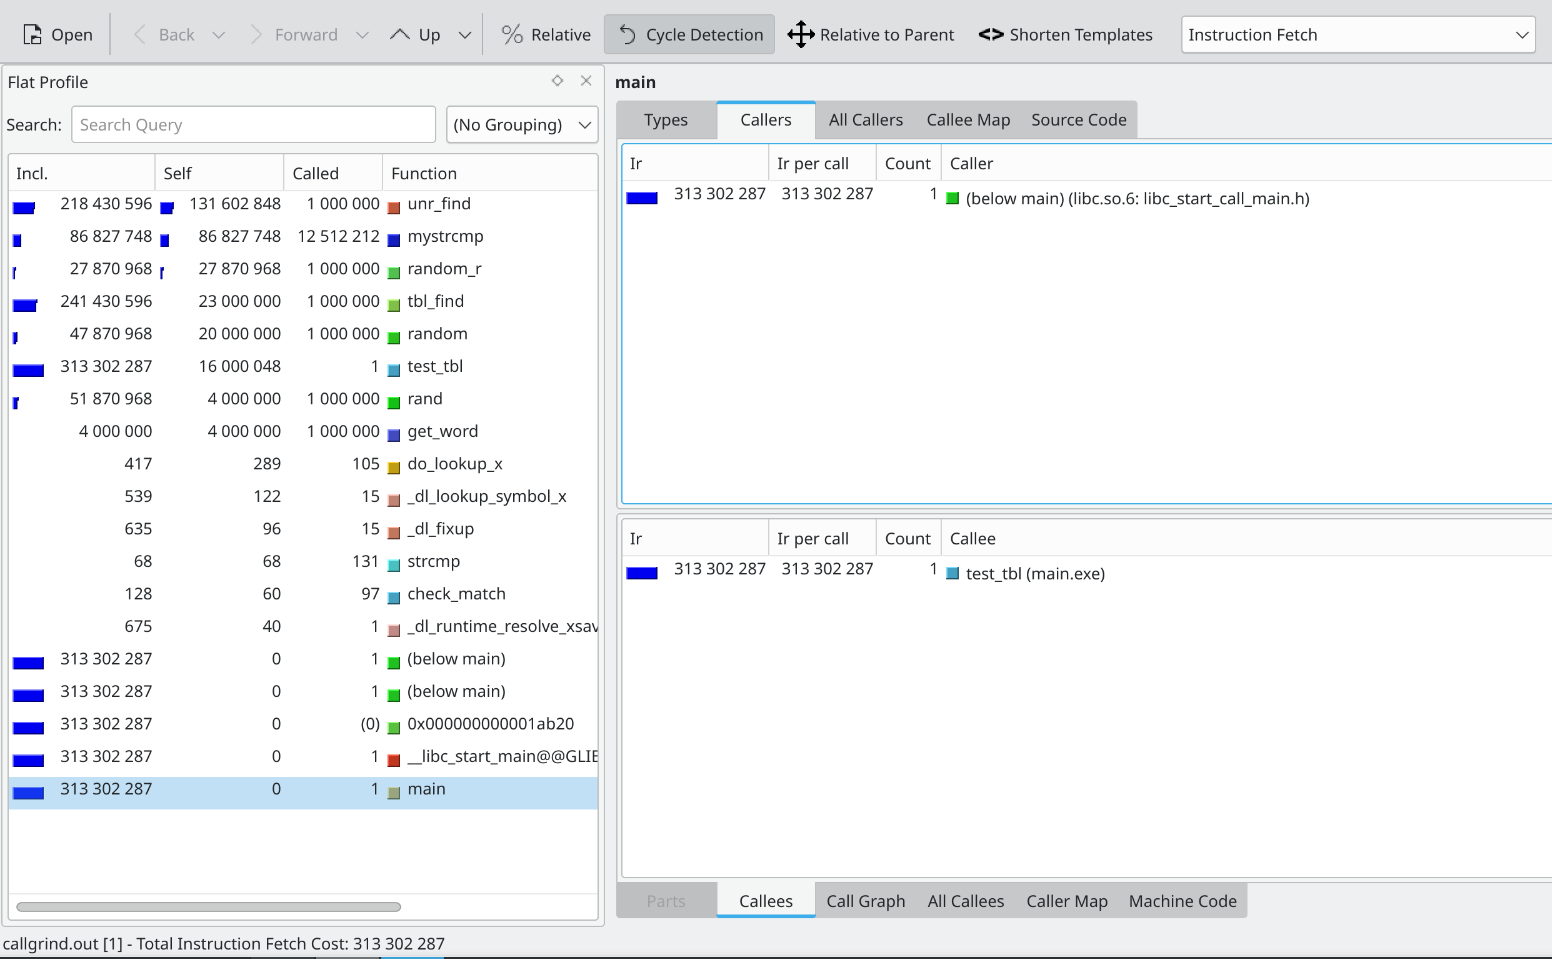 Open Back Forward Up Relative Cycle Detection Relative to Parent <> Shorten Templates Instruction Fetch
Flat Profile
Search: Search Query (No Grouping)
Incl. Self Called Function
218 430 596 131 602 848 1 000 000 unr_find
86 827 748 86 827 748 12 512 212 mystrcmp
27 870 968 27 870 968 1 000 000 random_r
241 430 596 23 000 000 1 000 000 tbl_find
47 870 968 20 000 000 1 000 000 random
313 302 287 16 000 048 1 test_tbl
51 870 968 4 000 000 1 000 000 rand
4 000 000 4 000 000 1 000 000 get_word
417 289 105 do_lookup_x
539 122 15 _dl_lookup_symbol_x
635 96 15 _dl_fixup
68 68 131 strcmp
128 60 97 check_match
675 40 1 _dl_runtime_resolve_xsav
313 302 287 0 1 (below main)
313 302 287 0 1 (below main)
313 302 287 0 (0) 0x000000000001ab20
313 302 287 0 1 __libc_start_main@@GLIB
313 302 287 0 1 main
main
Types Callers All Callers Callee Map Source Code
Ir Ir per call Count Caller
313 302 287 313 302 287 1 (below main) (libc.so.6: libc_start_call_main.h)
Ir Ir per call Count Callee
313 302 287 313 302 287 1 test_tbl (main.exe)
Parts Callees Call Graph All Callees Caller Map Machine Code
callgrind.out [1] - Total Instruction Fetch Cost: 313 302 287